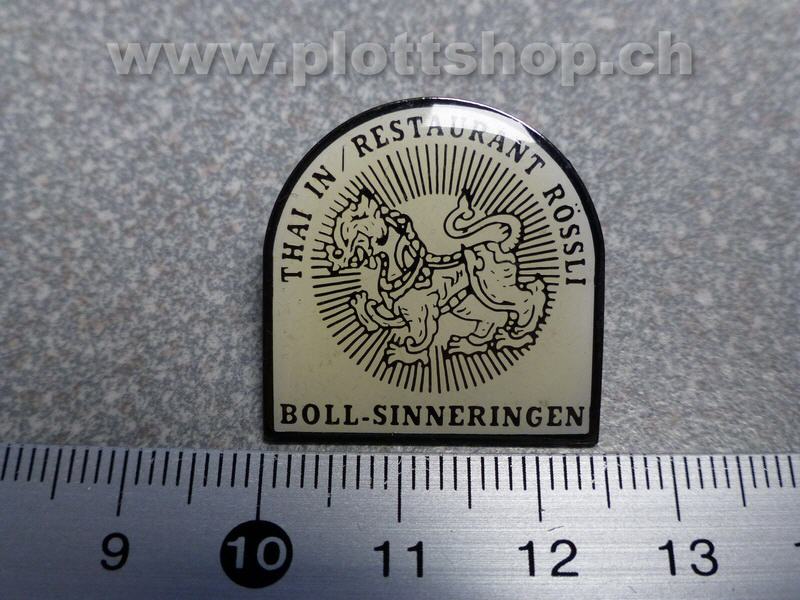 www.plottshop.ch
THAI IN / RESTAURANT RÖSSLI
BOLL-SINNERINGEN
9 10 11 12 13